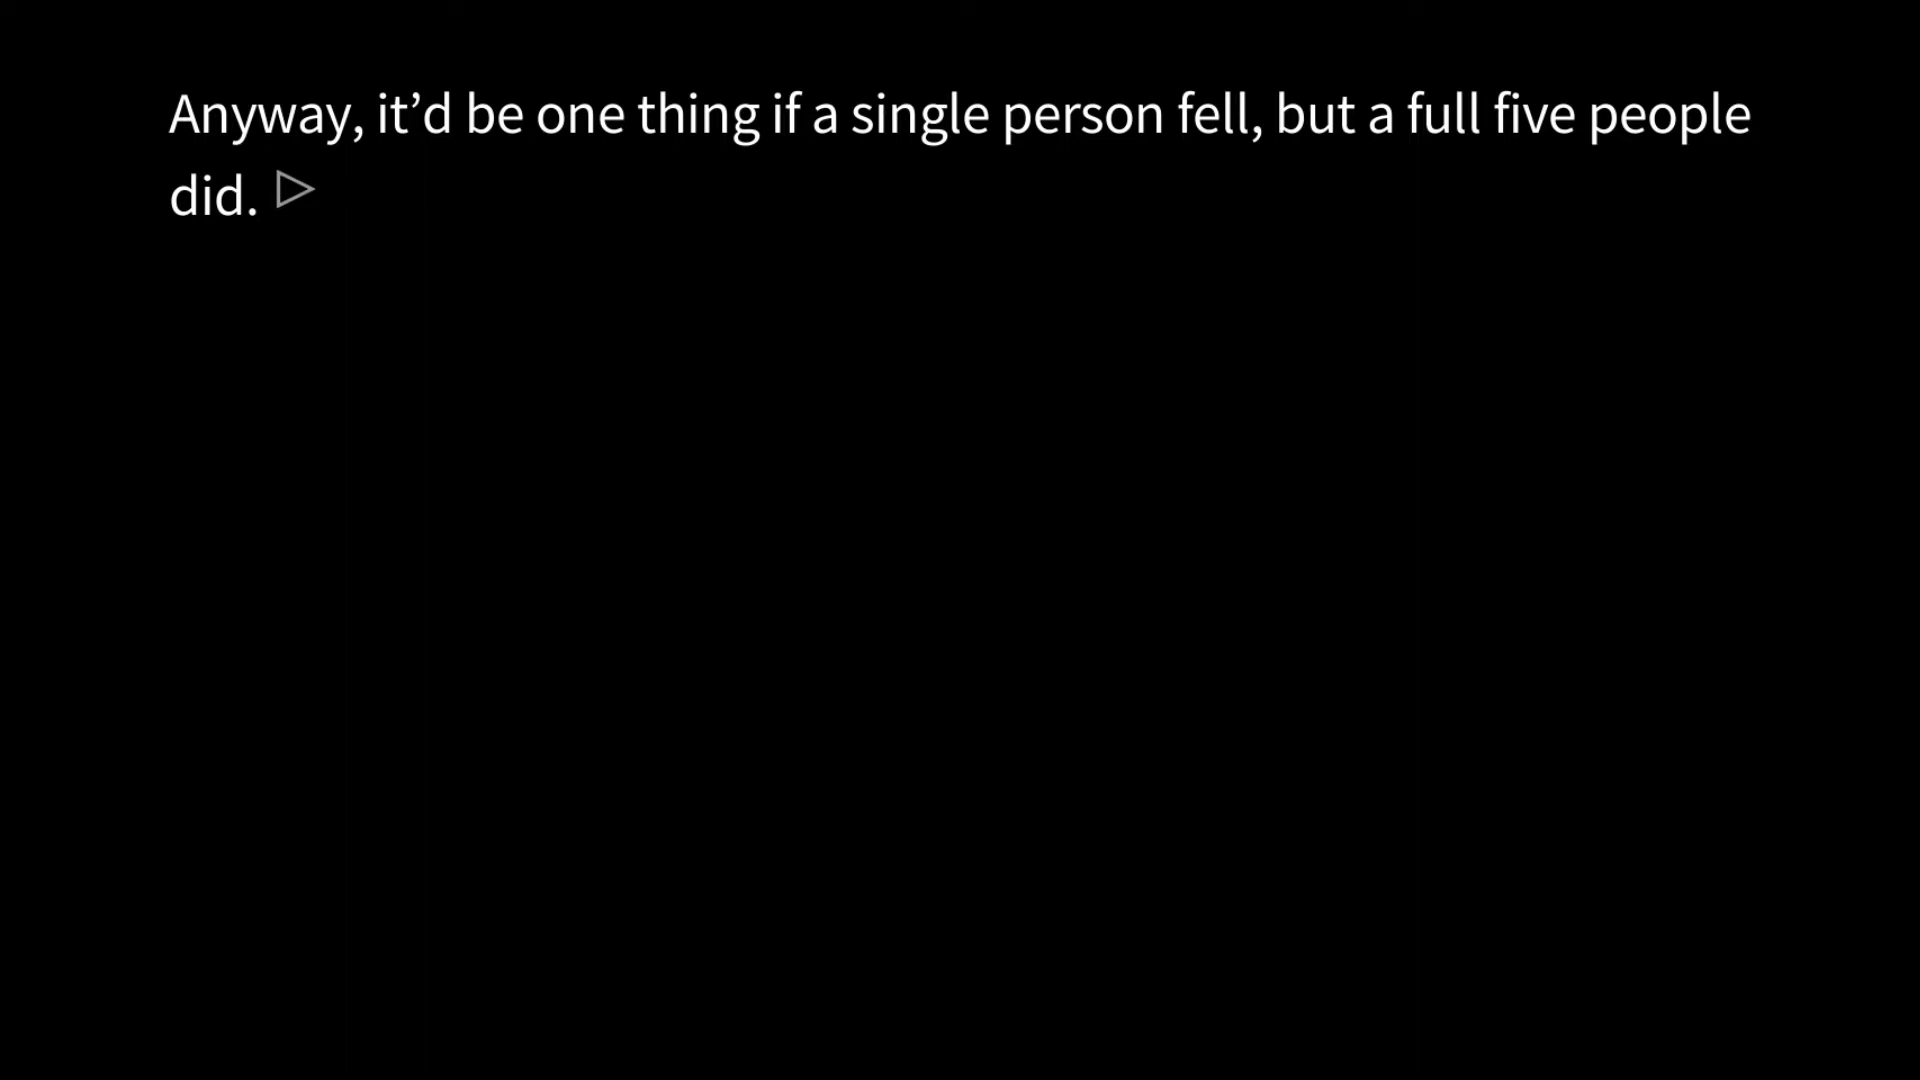 Anyway, it’d be one thing if a single person fell, but a full five people
did.